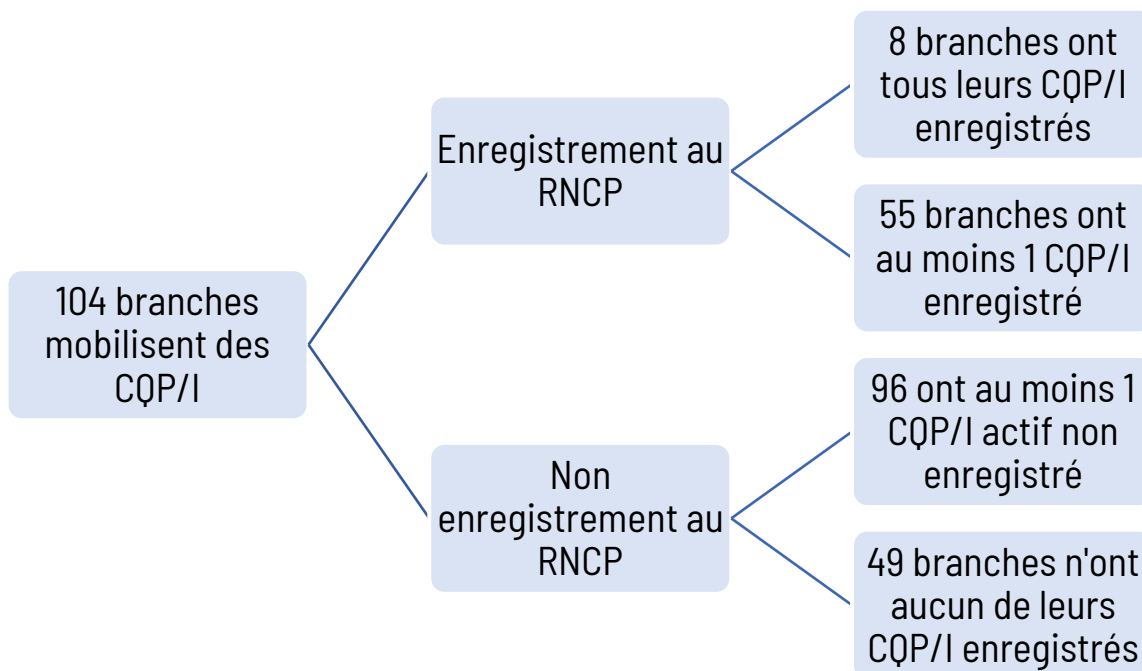 104 branches
mobilisent des
CQP/I
Enregistrement au
RNCP
Non
enregistrement au
RNCP
8 branches ont
tous leurs CQP/I
enregistrés
55 branches ont
au moins 1 CQP/I
enregistré
96 ont au moins 1
CQP/I actif non
enregistré
49 branches n'ont
aucun de leurs
CQP/I enregistrés